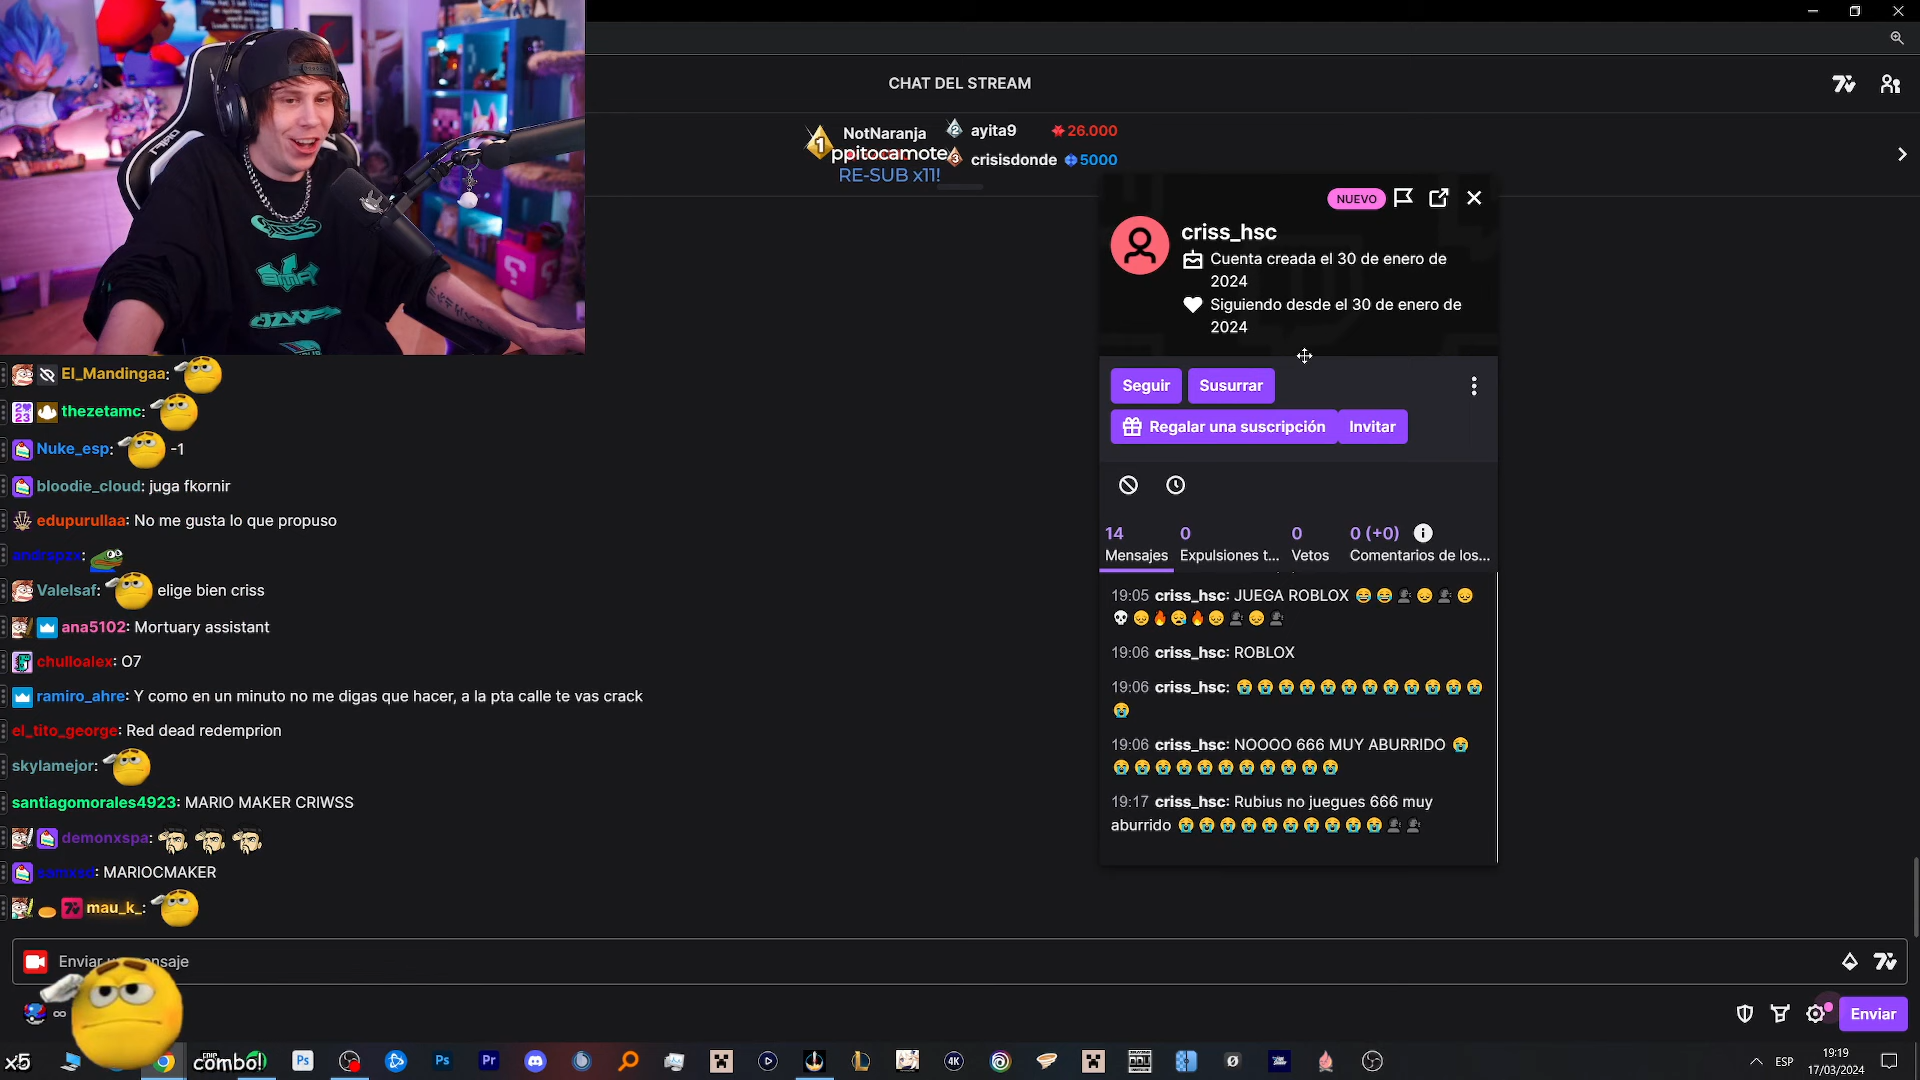 CHAT DEL STREAM
NotNaranja
ppitocamote
RE-SUB x11!
ayita9 26.000
crisisdonde 5000
NUEVO
criss_hsc
Cuenta creada el 30 de enero de
2024
Siguiendo desde el 30 de enero de
2024
Seguir Susurrar
Regalar una suscripción Invitar
14 0 0 0 (+0)
Mensajes Expulsiones t... Vetos Comentarios de los...
19:05 criss_hsc: JUEGA ROBLOX 😂😂👤😔👤😔
💀😔🔥😪🔥😔👤😔👤
19:06 criss_hsc: ROBLOX
19:06 criss_hsc: 😭😭😭😭😭😭😭😭😭😭😭😭
😭
19:06 criss_hsc: NOOOO 666 MUY ABURRIDO 😭
😭😭😭😭😭😭😭😭😭😭😭
19:17 criss_hsc: Rubius no juegues 666 muy
aburrido 😭😭😭😭😭😭😭😭😭😭👤👤
El_Mandingaa:
thezetamc:
Nuke_esp: -1
bloodie_cloud: juga fkornir
edupurullaa: No me gusta lo que propuso
andrspzx:
Valelsaf: elige bien criss
ana5102: Mortuary assistant
chulloalex: O7
ramiro_ahre: Y como en un minuto no me digas que hacer, a la pta calle te vas crack
el_tito_george: Red dead redemprion
skylamejor:
santiagomorales4923: MARIO MAKER CRIWSS
demonxspa:
samxsd: MARIOCMAKER
mau_k_:
Enviar
Enviar
x5
combo!
Ps
Ps
Pr
4K
ESP
19:19
17/03/2024